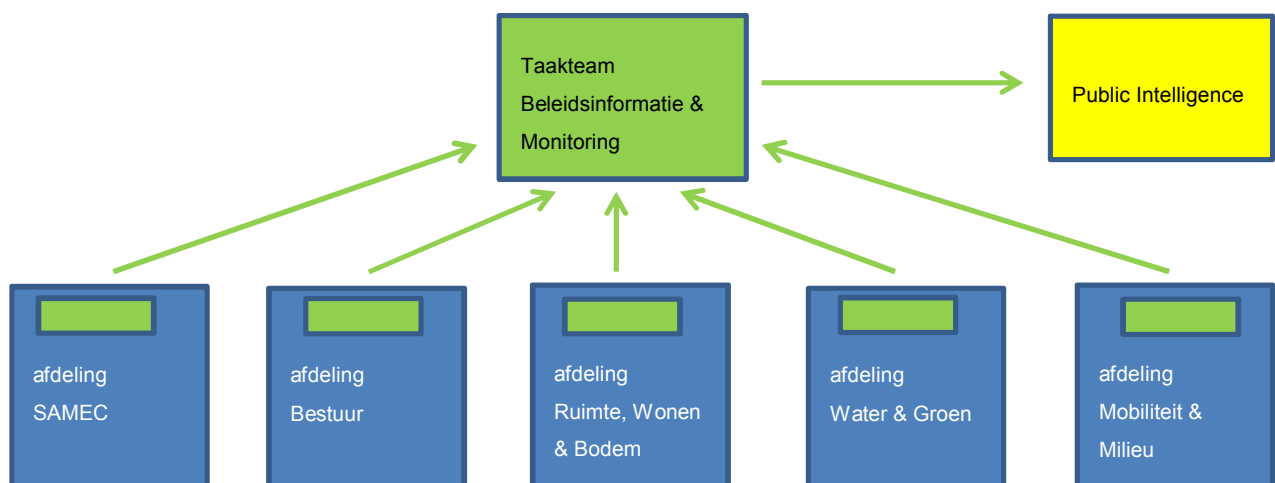 Taakteam
Beleidsinformatie &
Monitoring
Public Intelligence
afdeling
SAMEC
afdeling
Bestuur
afdeling
Ruimte, Wonen
& Bodem
afdeling
Water & Groen
afdeling
Mobiliteit &
Milieu